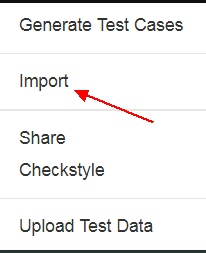 Generate Test Cases
Import
Share
Checkstyle
Upload Test Data